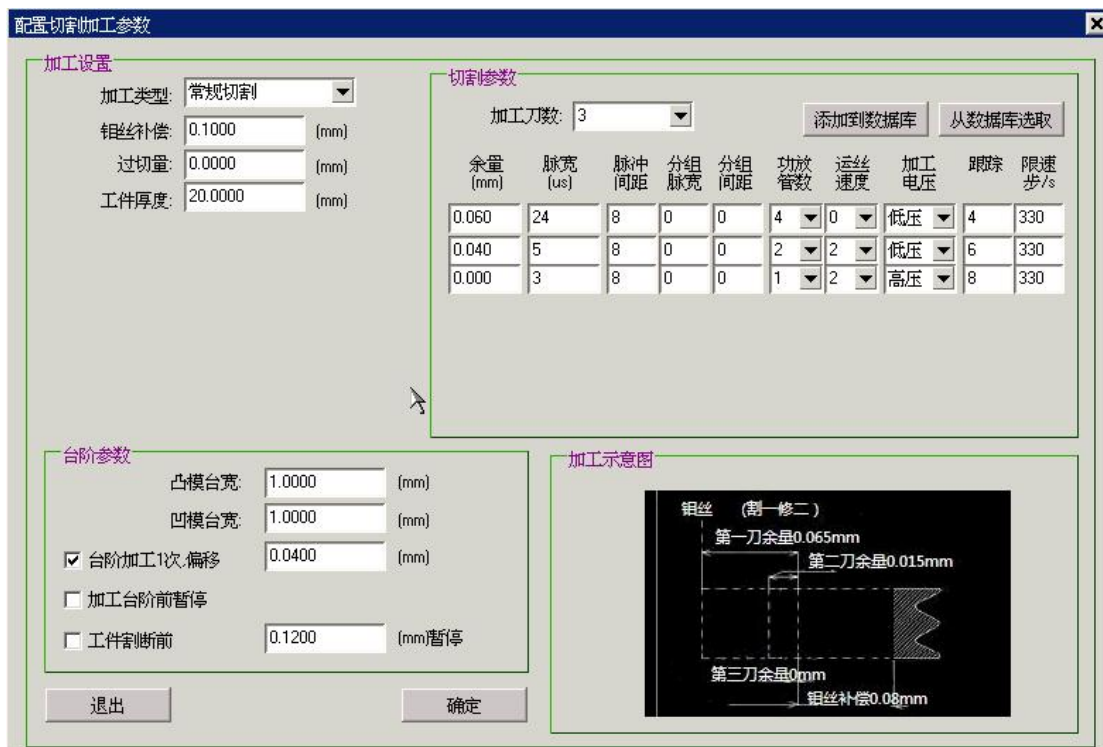 配置切割加工参数
加工设置
加工类型: 常规切割
钼丝补偿: 0.1000 (mm)
过切量: 0.0000 (mm)
工件厚度: 20.0000 (mm)
切割参数
加工刀数: 3
添加到数据库 从数据库选取
余量 脉宽 脉冲 分组 分组 功放 运丝 加工 跟踪 限速
(mm) (us) 间距 脉宽 间距 管数 速度 电压 步/s
0.060 24 8 0 0 4 0 低压 4 330
0.040 5 8 0 0 2 2 低压 6 330
0.000 3 8 0 0 1 2 高压 8 330
台阶参数
凸模台宽: 1.0000 (mm)
凹模台宽: 1.0000 (mm)
台阶加工1次,偏移 0.0400 (mm)
加工台阶前暂停
工件割断前 0.1200 (mm)暂停
退出 确定
加工示意图
钼丝 (割一修二)
第一刀余量0.065mm
第二刀余量0.015mm
第三刀余量0mm
钼丝补偿0.08mm